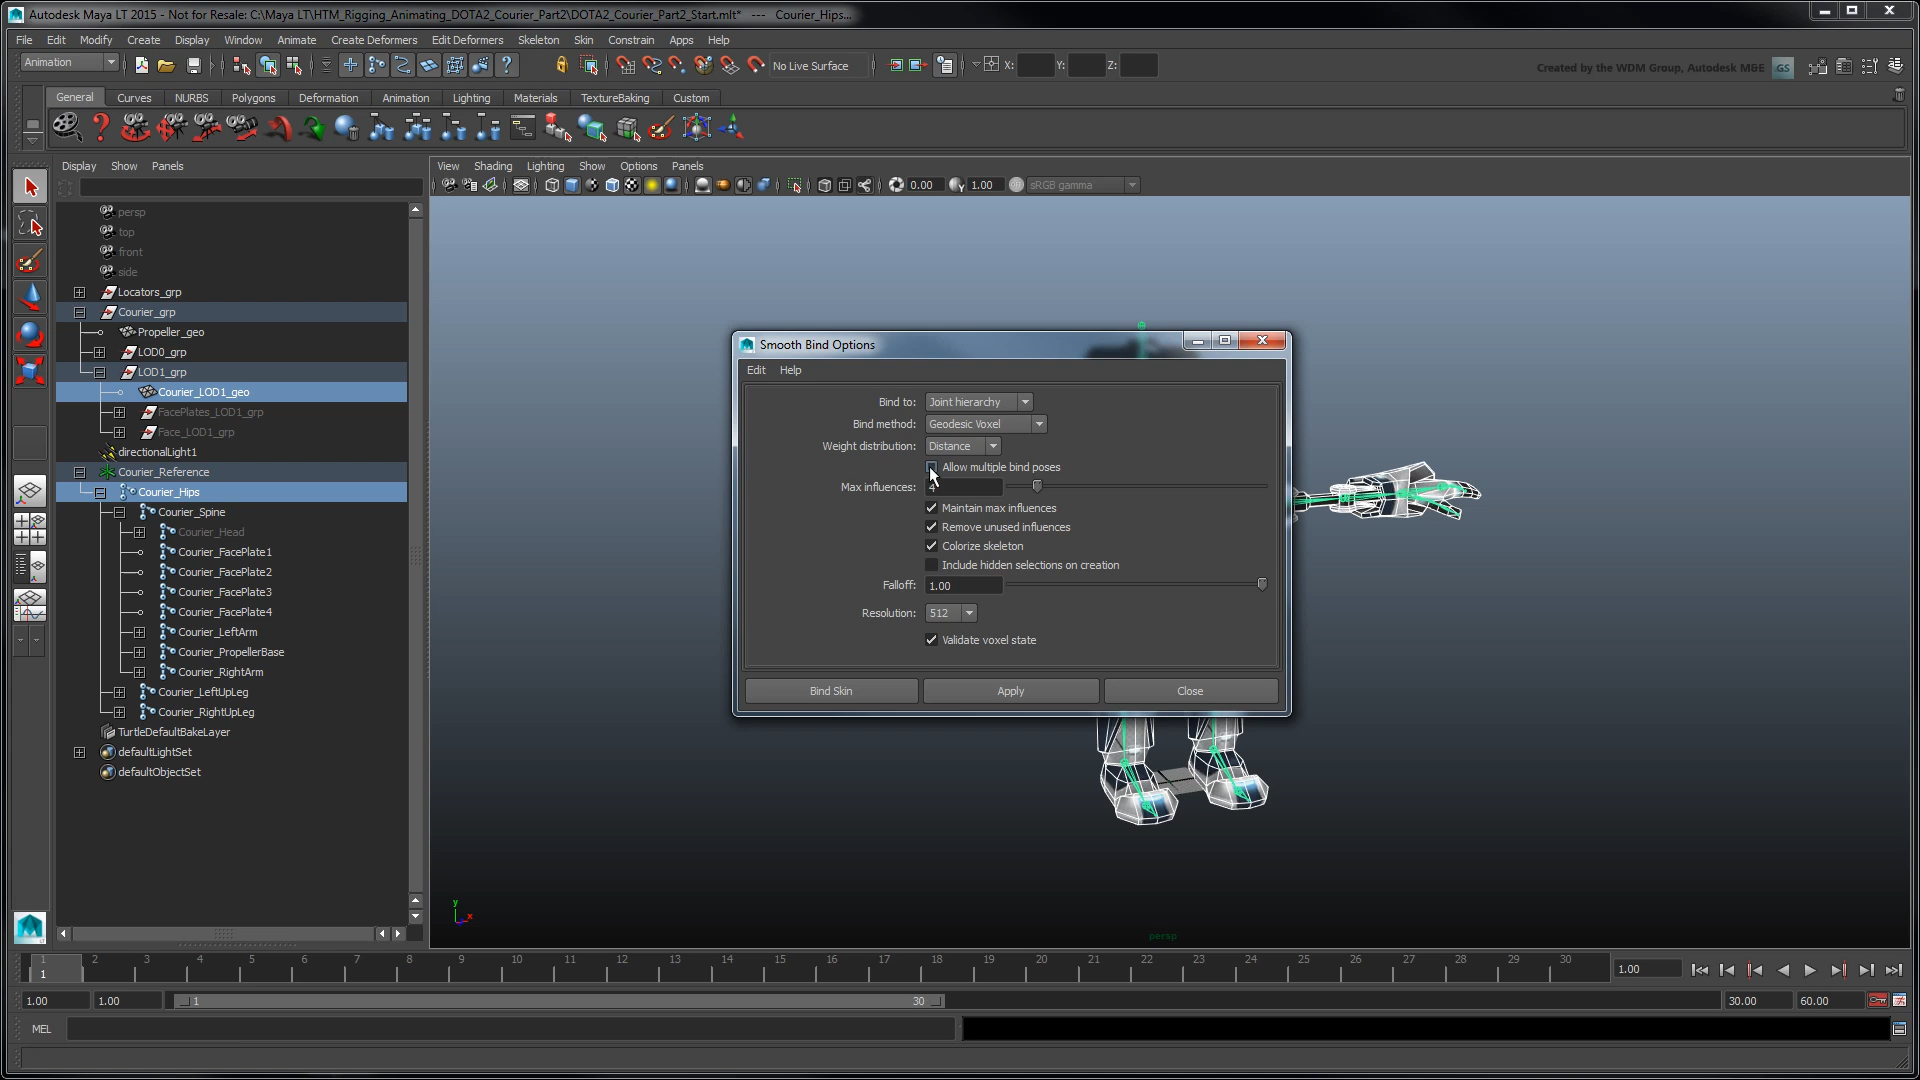 Autodesk Maya LT 2015 - Not for Resale: C:\Maya LT\HTM_Rigging_Animating_DOTA2_Courier_Part2\DOTA2_Courier_Part2_Start.mlt* --- Courier_Hips...
File Edit Modify Create Display Window Animate Create Deformers Edit Deformers Skeleton Skin Constrain Apps Help
Animation No Live Surface X: Y: Z: Created by the WDM Group, Autodesk M&E GS
General Curves NURBS Polygons Deformation Animation Lighting Materials TextureBaking Custom
Display Show Panels
View Shading Lighting Show Options Panels
0.00 1.00 sRGB gamma
persp
top
front
side
Locators_grp
Courier_grp
Propeller_geo
LOD0_grp
LOD1_grp
Courier_LOD1_geo
FacePlates_LOD1_grp
Face_LOD1_grp
directionalLight1
Courier_Reference
Courier_Hips
Courier_Spine
Courier_Head
Courier_FacePlate1
Courier_FacePlate2
Courier_FacePlate3
Courier_FacePlate4
Courier_LeftArm
Courier_PropellerBase
Courier_RightArm
Courier_LeftUpLeg
Courier_RightUpLeg
TurtleDefaultBakeLayer
defaultLightSet
defaultObjectSet
Smooth Bind Options
Edit Help
Bind to: Joint hierarchy
Bind method: Geodesic Voxel
Weight distribution: Distance
Allow multiple bind poses
Max influences: 4
Maintain max influences
Remove unused influences
Colorize skeleton
Include hidden selections on creation
Falloff: 1.00
Resolution: 512
Validate voxel state
Bind Skin Apply Close
y
x
persp
1 2 3 4 5 6 7 8 9 10 11 12 13 14 15 16 17 18 19 20 21 22 23 24 25 26 27 28 29 30
1 1.00
1.00 1.00 1 30 30.00 60.00
MEL